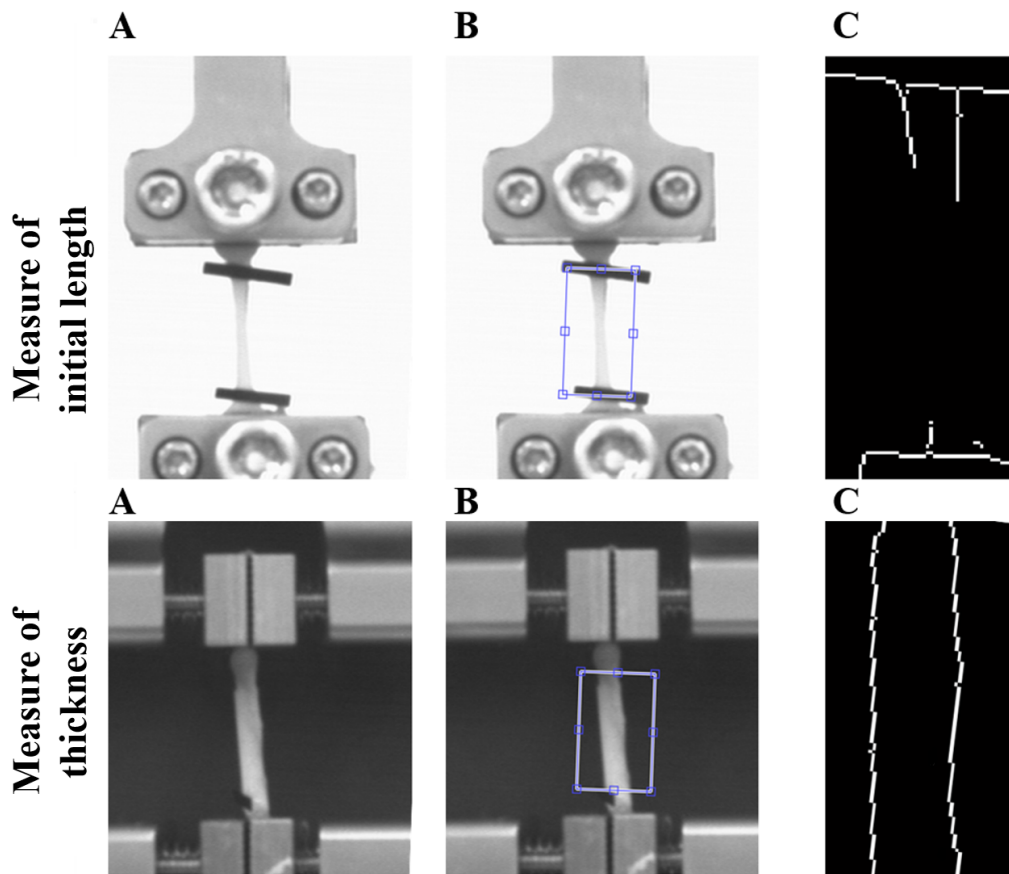 A B C
Measure of
initial length
A B C
Measure of
thickness